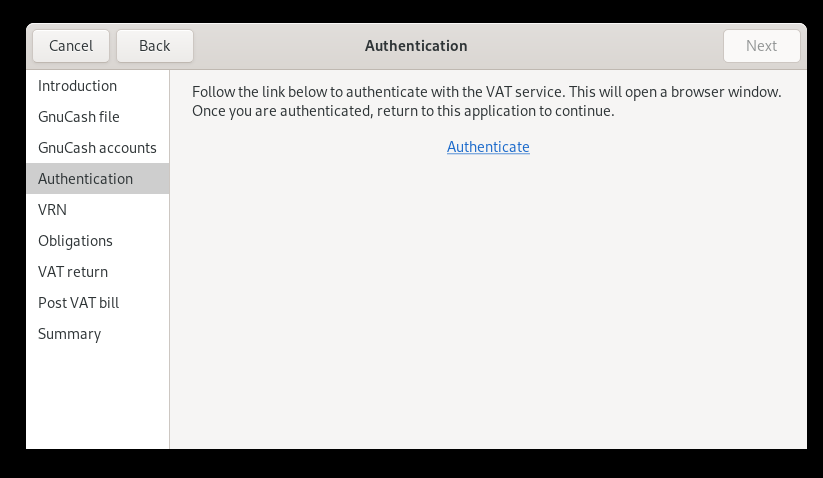 Cancel
Back
Authentication
Next
Introduction
GnuCash file
GnuCash accounts
Authentication
VRN
Obligations
VAT return
Post VAT bill
Summary
Follow the link below to authenticate with the VAT service. This will open a browser window.
Once you are authenticated, return to this application to continue.
Authenticate